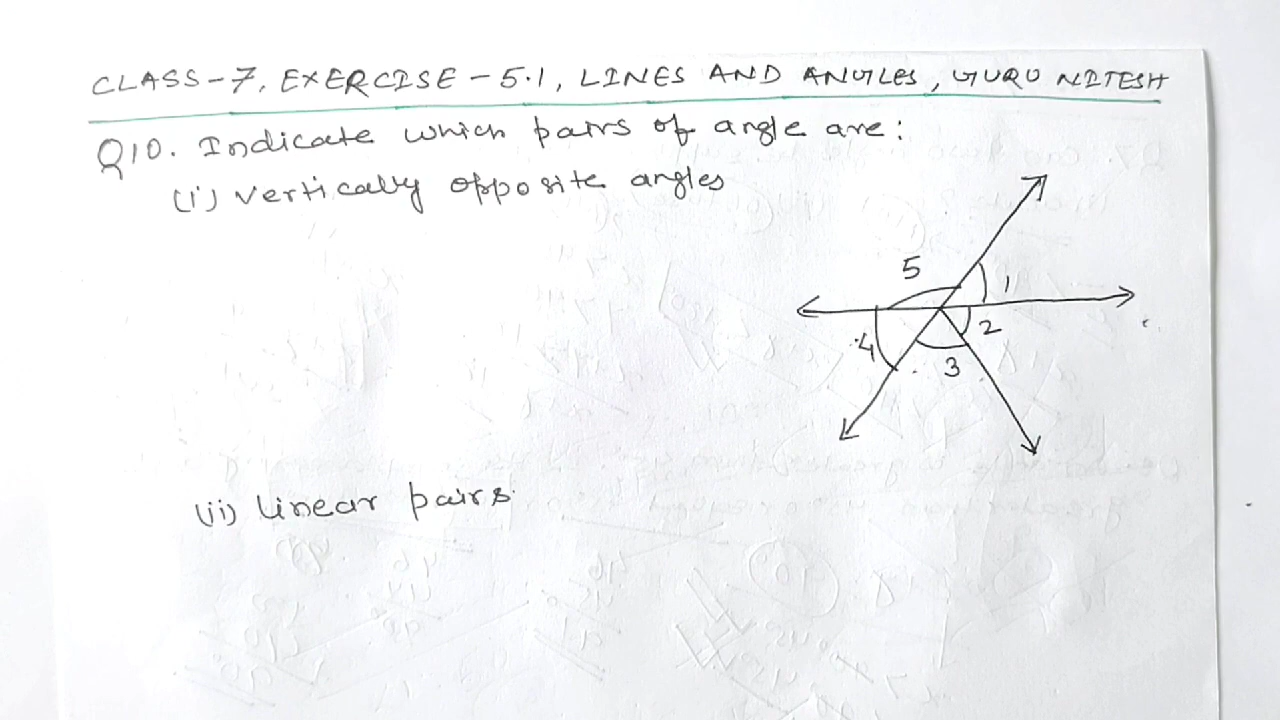 CLASS-7, EXERCISE-5.1, LINES AND ANGLES, GURU NITESH
Q10. Indicate which pairs of angle are:
(i) vertically opposite angles
5
1
2
4
3
(ii) linear pairs.